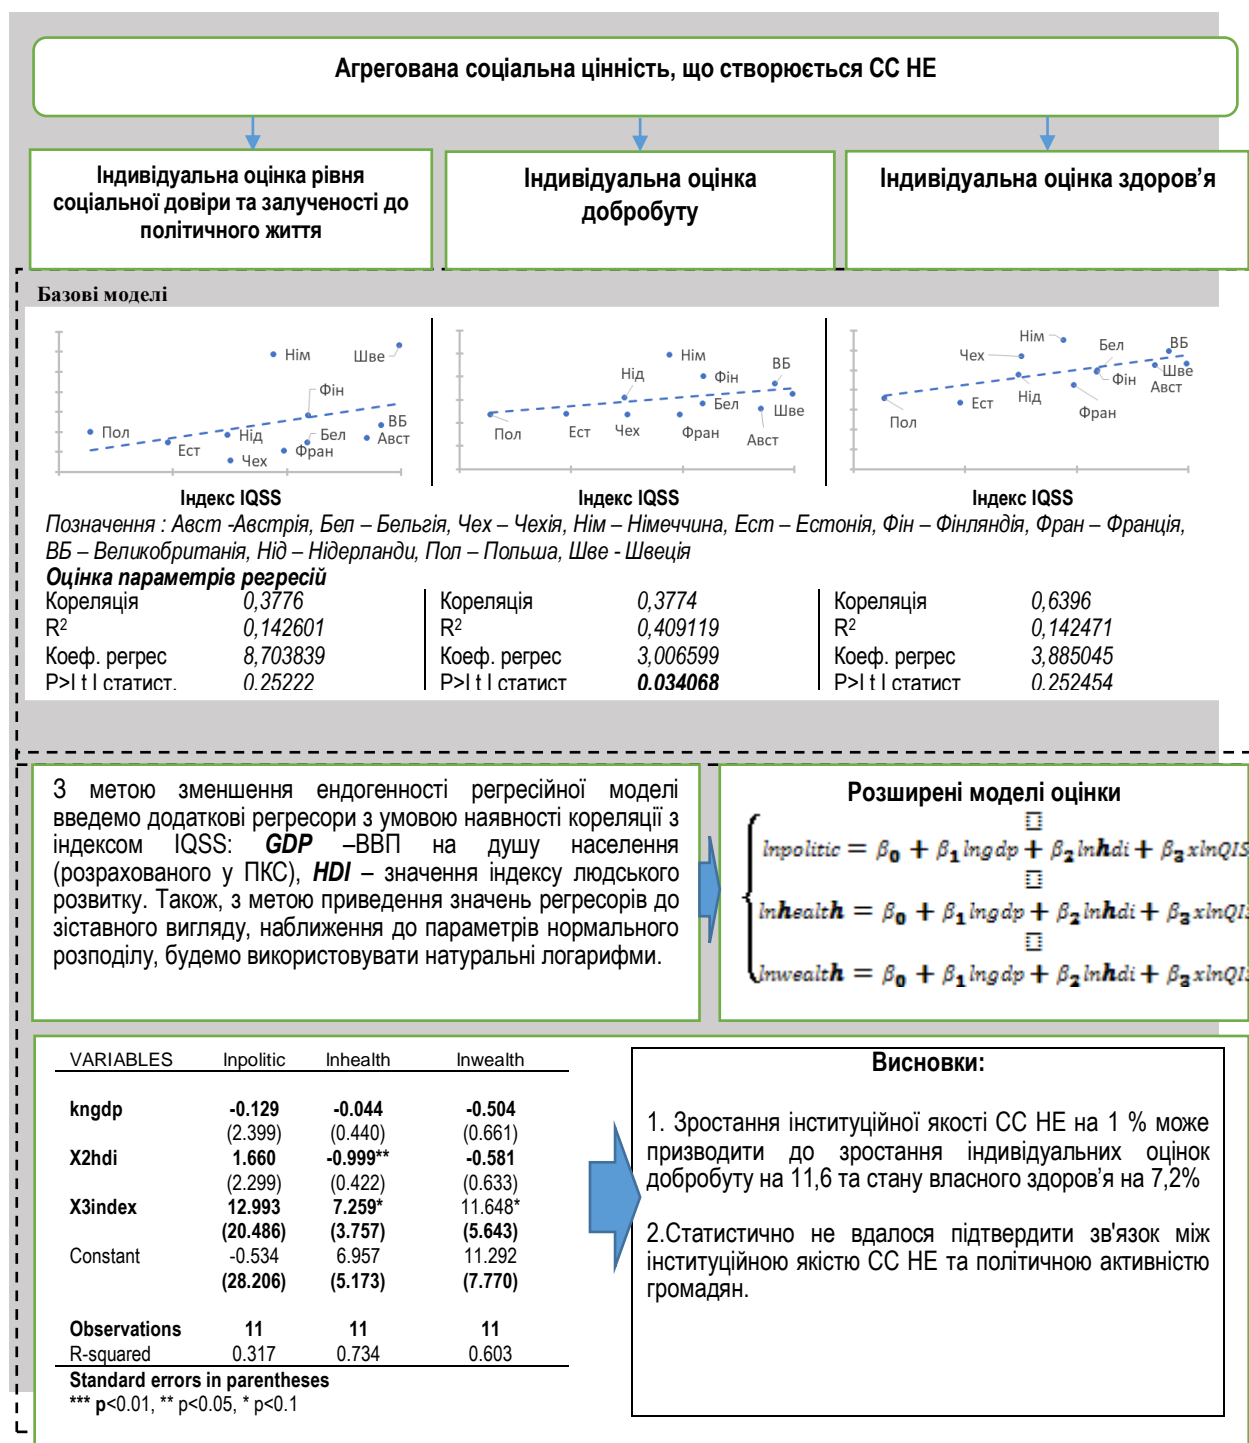 Агрегована соціальна цінність, що створюється СС НЕ
Індивідуальна оцінка рівня
соціальної довіри та залученості до
політичного життя
Індивідуальна оцінка
добробуту
Індивідуальна оцінка здоров’я
Базові моделі
Нім
Шве
Фін
Пол
Ест
Нід
Чех
Фран
Бел
ВБ
Авст
Індекс IQSS
Нім
Нід
Фін
ВБ
Бел
Шве
Пол
Ест
Чех
Фран
Авст
Індекс IQSS
Нім
Чех
Бел
ВБ
Шве
Фін
Авст
Нід
Ест
Фран
Пол
Індекс IQSS
Позначення : Авст -Австрія, Бел – Бельгія, Чех – Чехія, Нім – Німеччина, Ест – Естонія, Фін – Фінляндія, Фран – Франція,
ВБ – Великобританія, Нід – Нідерланди, Пол – Польша, Шве - Швеція
Оцінка параметрів регресій
Кореляція 0,3776 Кореляція 0,3774 Кореляція 0,6396
R² 0,142601 R² 0,409119 R² 0,142471
Коеф. регрес 8,703839 Коеф. регрес 3,006599 Коеф. регрес 3,885045
P>I t I статист. 0,25222 P>I t I статист 0,034068 P>I t I статист 0,252454
З метою зменшення ендогенності регресійної моделі
введемо додаткові регресори з умовою наявності кореляції з
індексом IQSS: GDP –ВВП на душу населення
(розрахованого у ПКС), HDI – значення індексу людського
розвитку. Також, з метою приведення значень регресорів до
зіставного вигляду, наближення до параметрів нормального
розподілу, будемо використовувати натуральні логарифми.
Розширені моделі оцінки
lnpolitic = β₀ + β₁lngdp + β₂lnhdi + β₃xlnQIS
lnhealth = β₀ + β₁lngdp + β₂lnhdi + β₃xlnQIS
lnwealth = β₀ + β₁lngdp + β₂lnhdi + β₃xlnQIS
VARIABLES lnpolitic lnhealth lnwealth
kngdp -0.129 -0.044 -0.504
(2.399) (0.440) (0.661)
X2hdi 1.660 -0.999** -0.581
(2.299) (0.422) (0.633)
X3index 12.993 7.259* 11.648*
(20.486) (3.757) (5.643)
Constant -0.534 6.957 11.292
(28.206) (5.173) (7.770)
Observations 11 11 11
R-squared 0.317 0.734 0.603
Standard errors in parentheses
*** p<0.01, ** p<0.05, * p<0.1
Висновки:
1. Зростання інституційної якості СС НЕ на 1 % може
призводити до зростання індивідуальних оцінок
добробуту на 11,6 та стану власного здоров’я на 7,2%
2.Статистично не вдалося підтвердити зв'язок між
інституційною якістю СС НЕ та політичною активністю
громадян.